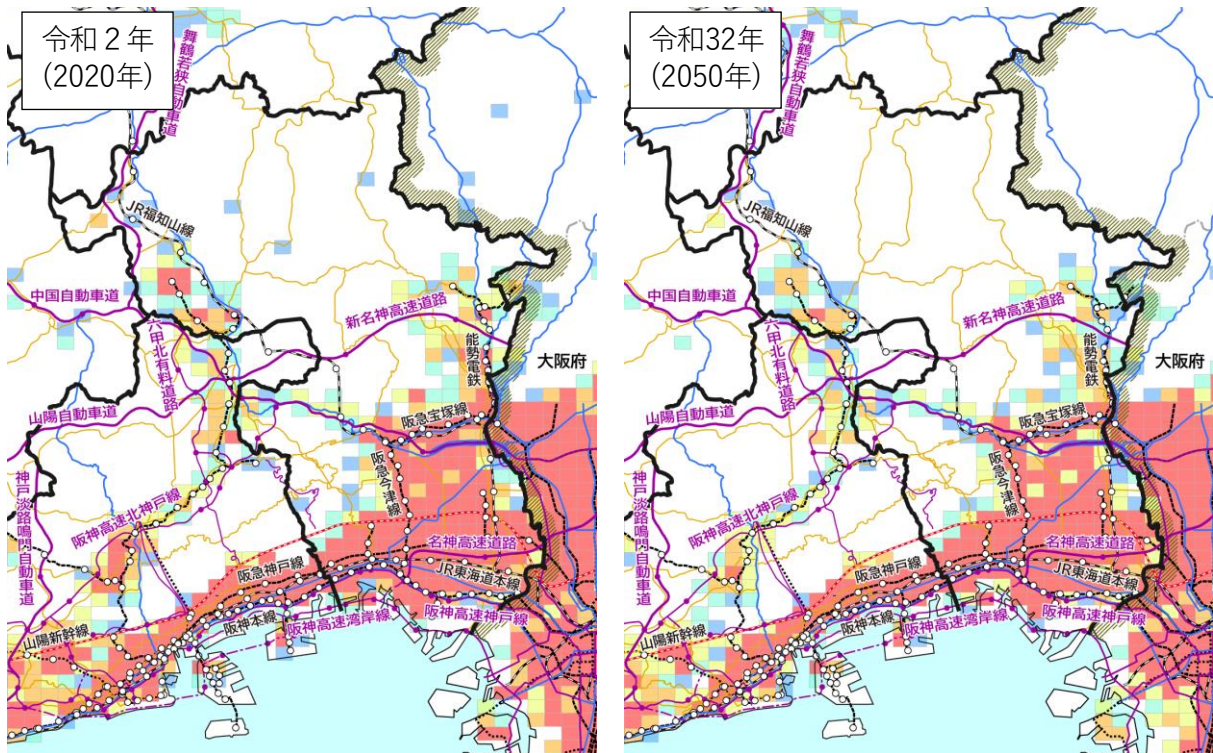 令和２年
(2020年)
舞鶴若狭自動車道
JR福知山線
中国自動車道
新名神高速道路
六甲北有料道路
能勢電鉄
大阪府
山陽自動車道
阪急宝塚線
阪急今津線
神戸淡路鳴門自動車道
阪神高速北神戸線
名神高速道路
阪急神戸線
JR東海道本線
山陽新幹線
阪神本線
阪神高速湾岸線
阪神高速神戸線
令和32年
(2050年)
舞鶴若狭自動車道
JR福知山線
中国自動車道
新名神高速道路
六甲北有料道路
能勢電鉄
大阪府
山陽自動車道
阪急宝塚線
阪急今津線
神戸淡路鳴門自動車道
阪神高速北神戸線
名神高速道路
阪急神戸線
JR東海道本線
山陽新幹線
阪神本線
阪神高速湾岸線
阪神高速神戸線